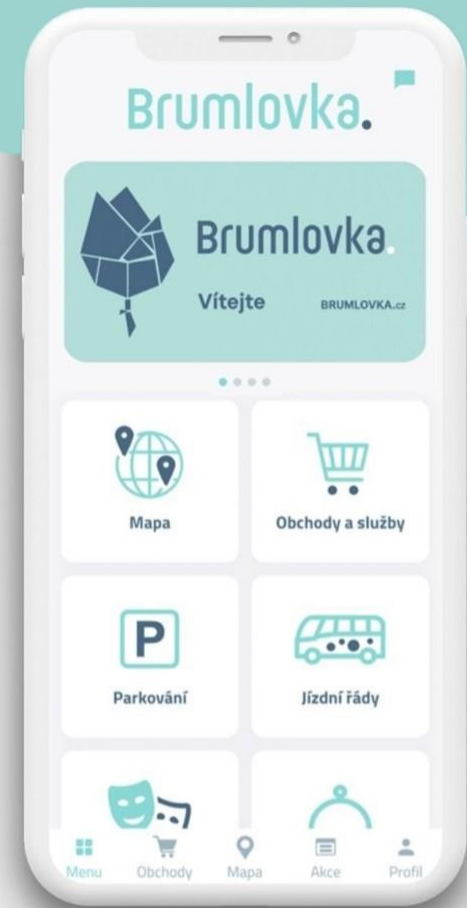 Brumlovka.
Brumlovka.
Vítejte
BRUMLOVKA.cz
Mapa
Obchody a služby
P
Parkování
Jízdní řády
Menu
Obchody
Mapa
Akce
Profil